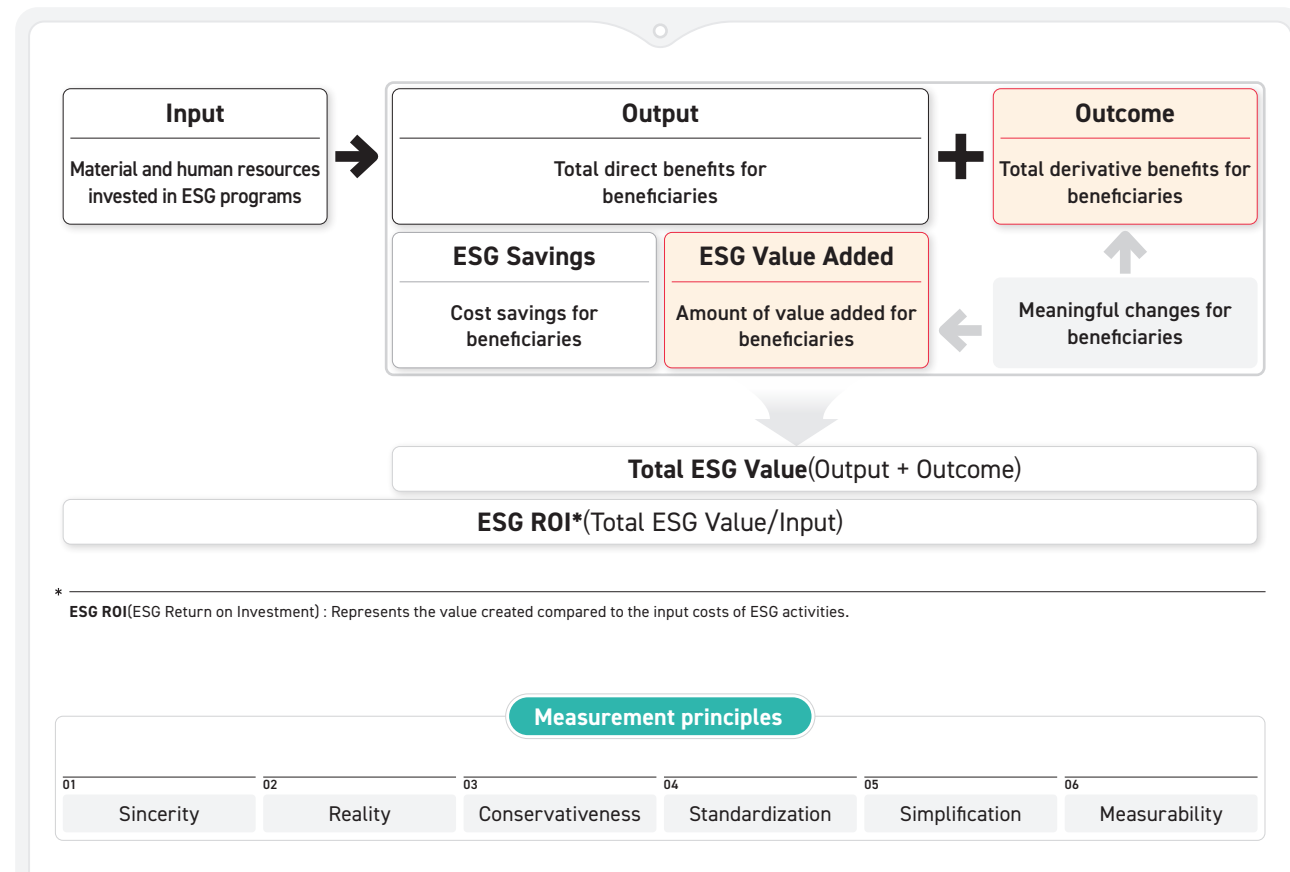 Input
Material and human resources
invested in ESG programs
Output
Total direct benefits for
beneficiaries
Outcome
Total derivative benefits for
beneficiaries
ESG Savings
Cost savings for
beneficiaries
ESG Value Added
Amount of value added for
beneficiaries
Meaningful changes for
beneficiaries
Total ESG Value(Output + Outcome)
ESG ROI*(Total ESG Value/Input)
*
ESG ROI(ESG Return on Investment) : Represents the value created compared to the input costs of ESG activities.
Measurement principles
01
Sincerity
02
Reality
03
Conservativeness
04
Standardization
05
Simplification
06
Measurability